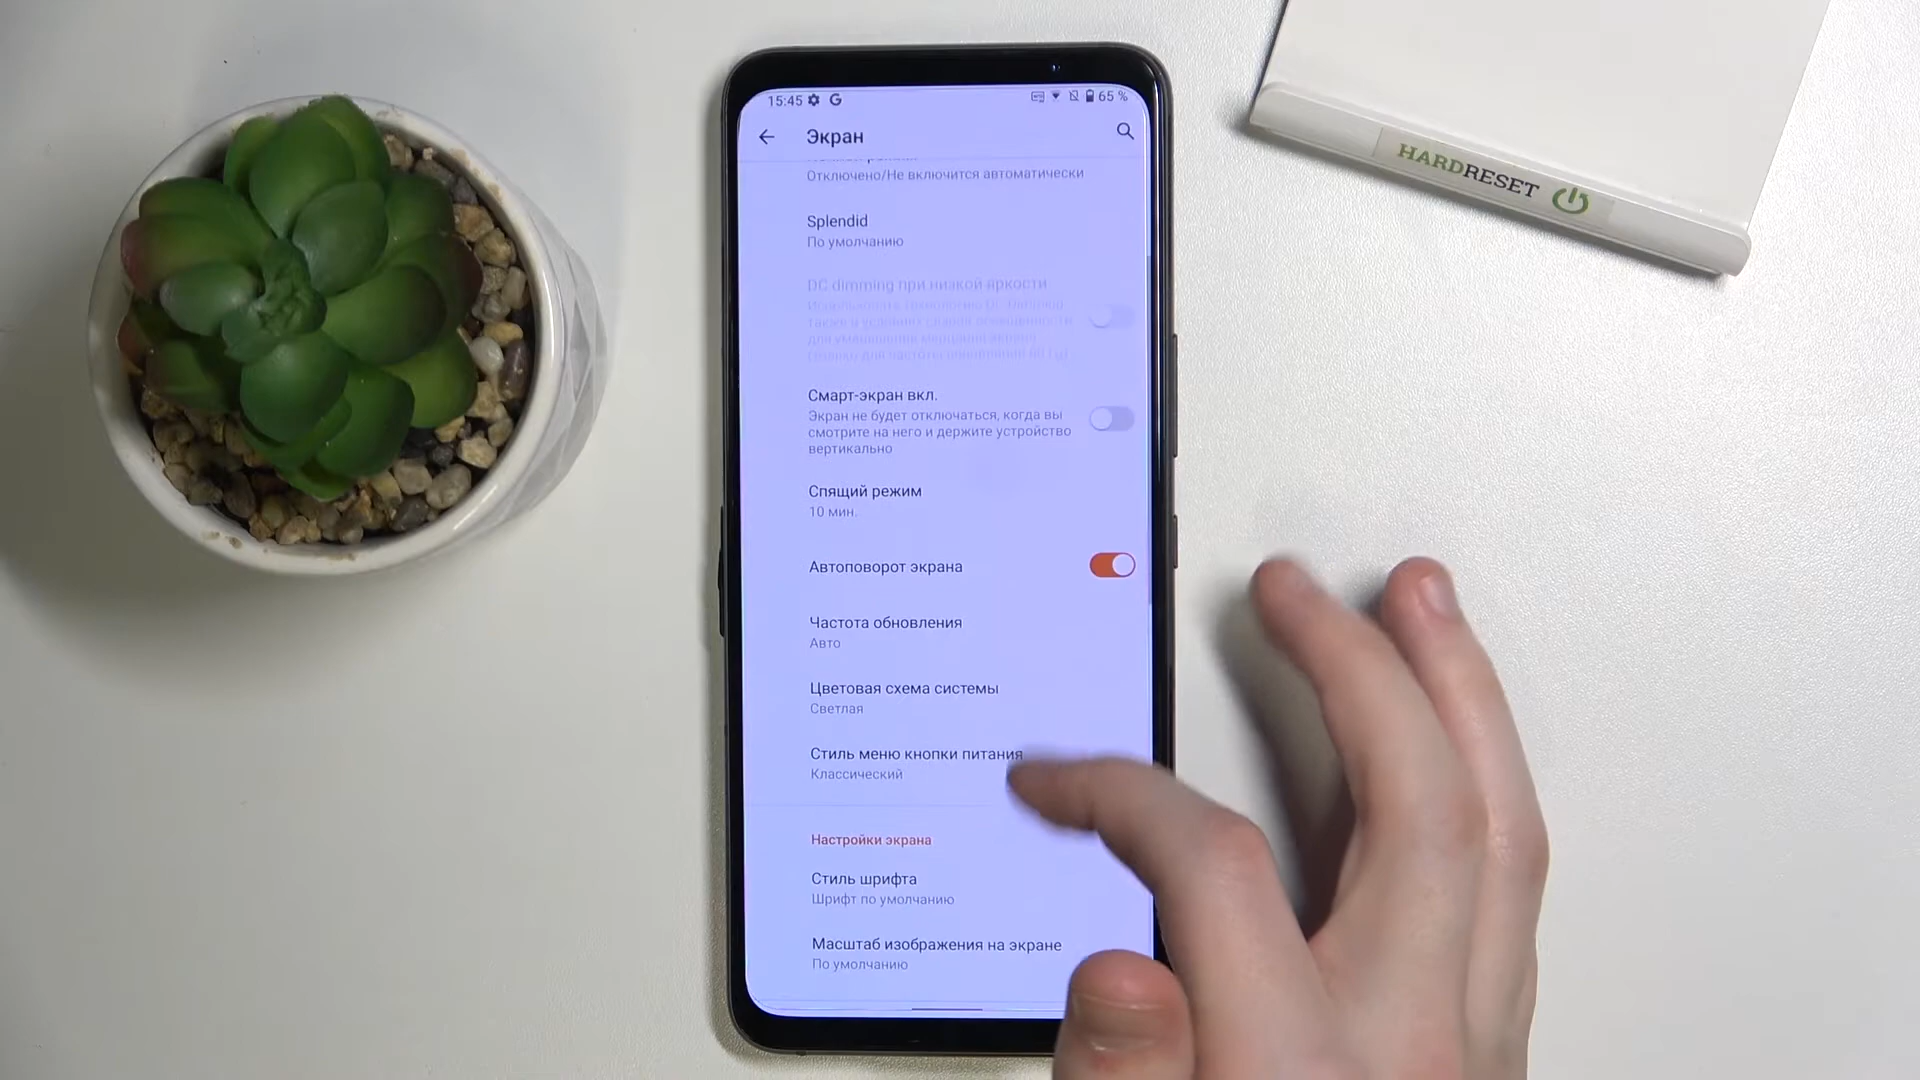 15:45 G 65 %
Экран
Отключено/Не включится автоматически
Splendid
По умолчанию
DC dimming при низкой яркости
Смарт-экран вкл.
Экран не будет отключаться, когда вы
смотрите на него и держите устройство
вертикально
Спящий режим
10 мин.
Автоповорот экрана
Частота обновления
Авто
Цветовая схема системы
Светлая
Стиль меню кнопки питания
Классический
Настройки экрана
Стиль шрифта
Шрифт по умолчанию
Масштаб изображения на экране
По умолчанию
HARDRESET